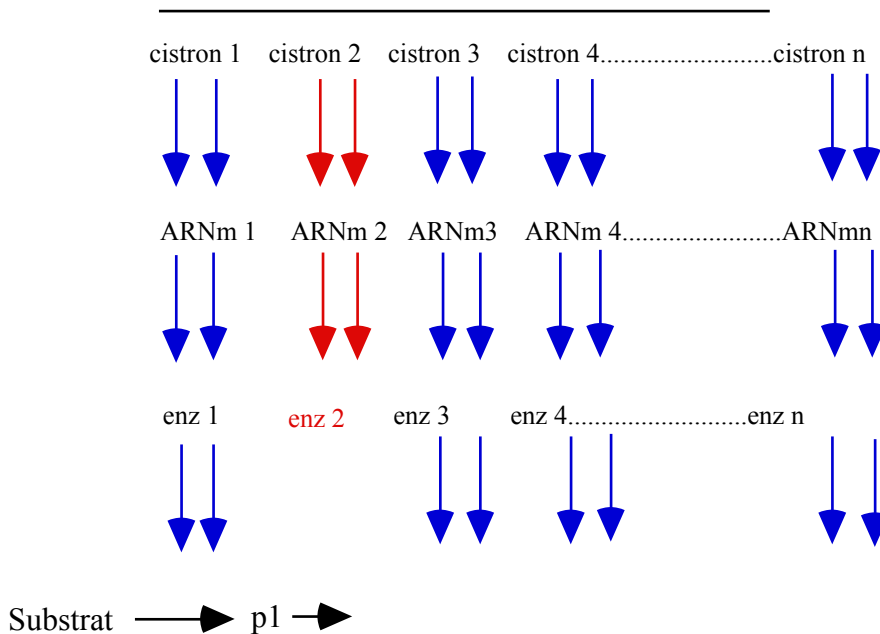 cistron 1 cistron 2 cistron 3 cistron 4.........................cistron n
ARNm 1 ARNm 2 ARNm3 ARNm 4.......................ARNmn
enz 1 enz 2 enz 3 enz 4.........................enz n
Substrat p1